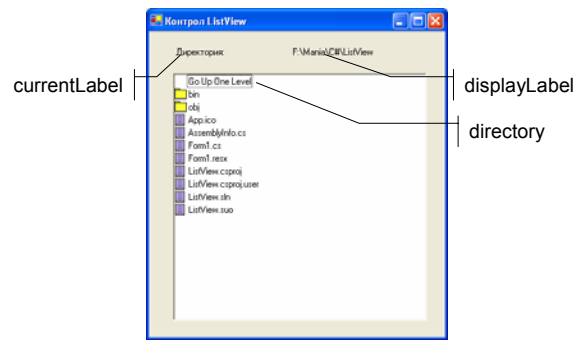 Контрол ListView
Директория: F:\Mania\C#\ListView
currentLabel
displayLabel
Go Up One Level
directory
bin
obj
App.ico
AssemblyInfo.cs
Form1.cs
Form1.resx
ListView.csproj
ListView.csproj.user
ListView.sln
ListView.suo